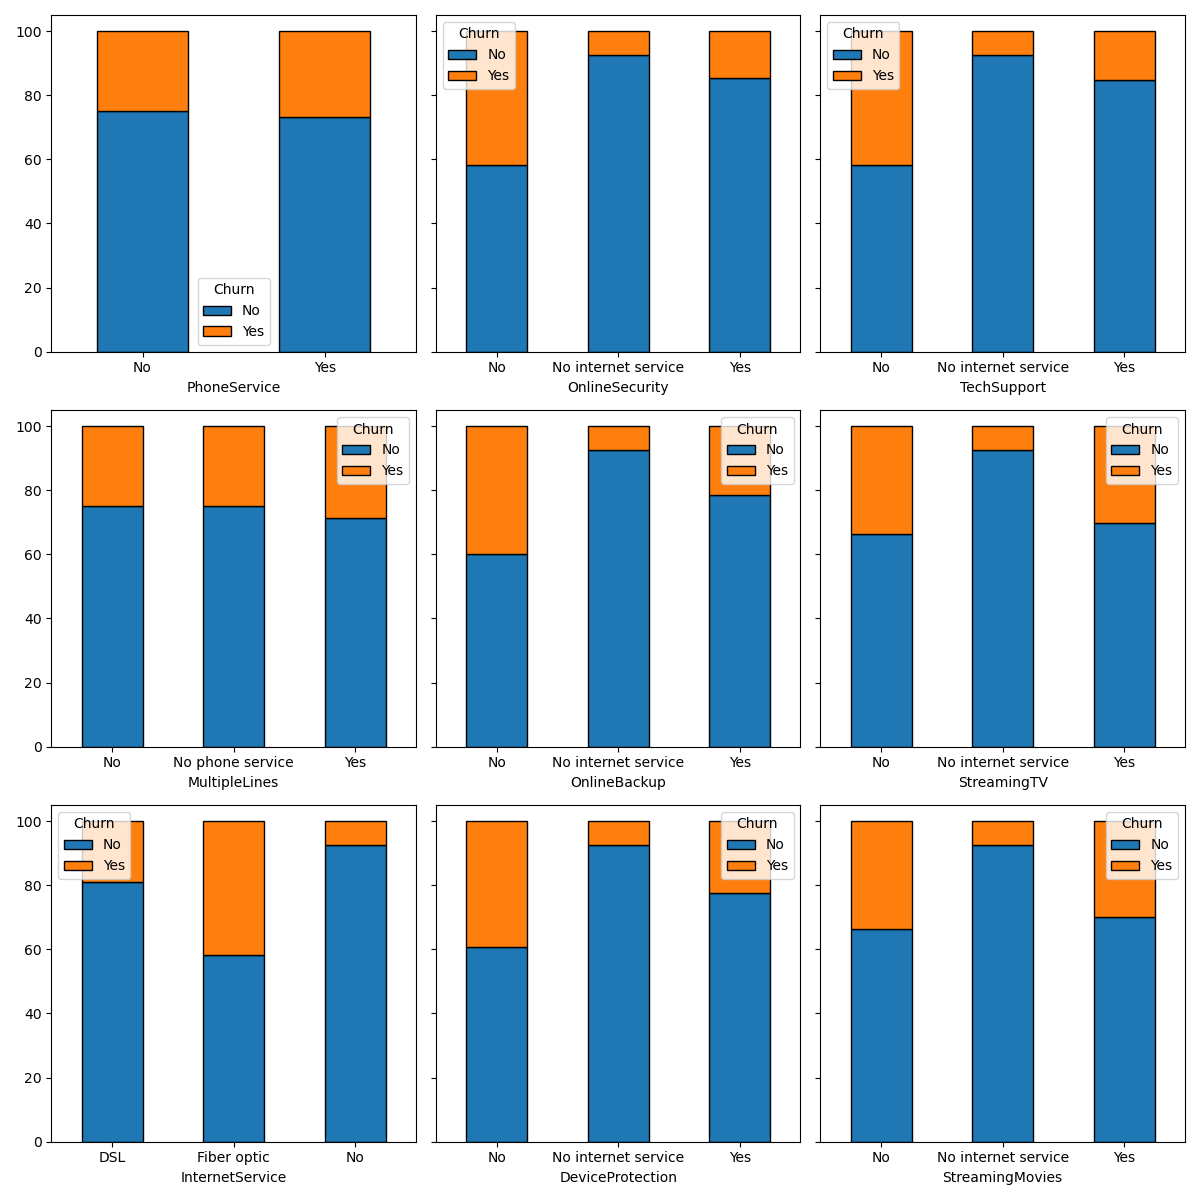 100
80
60
40
20
0
Churn
No
Yes
No Yes
PhoneService
Churn
No
Yes
No No internet service Yes
OnlineSecurity
Churn
No
Yes
No No internet service Yes
TechSupport
100
80
60
40
20
0
Churn
No
Yes
No No phone service Yes
MultipleLines
Churn
No
Yes
No No internet service Yes
OnlineBackup
Churn
No
Yes
No No internet service Yes
StreamingTV
100
80
60
40
20
0
Churn
No
Yes
DSL Fiber optic No
InternetService
Churn
No
Yes
No No internet service Yes
DeviceProtection
Churn
No
Yes
No No internet service Yes
StreamingMovies